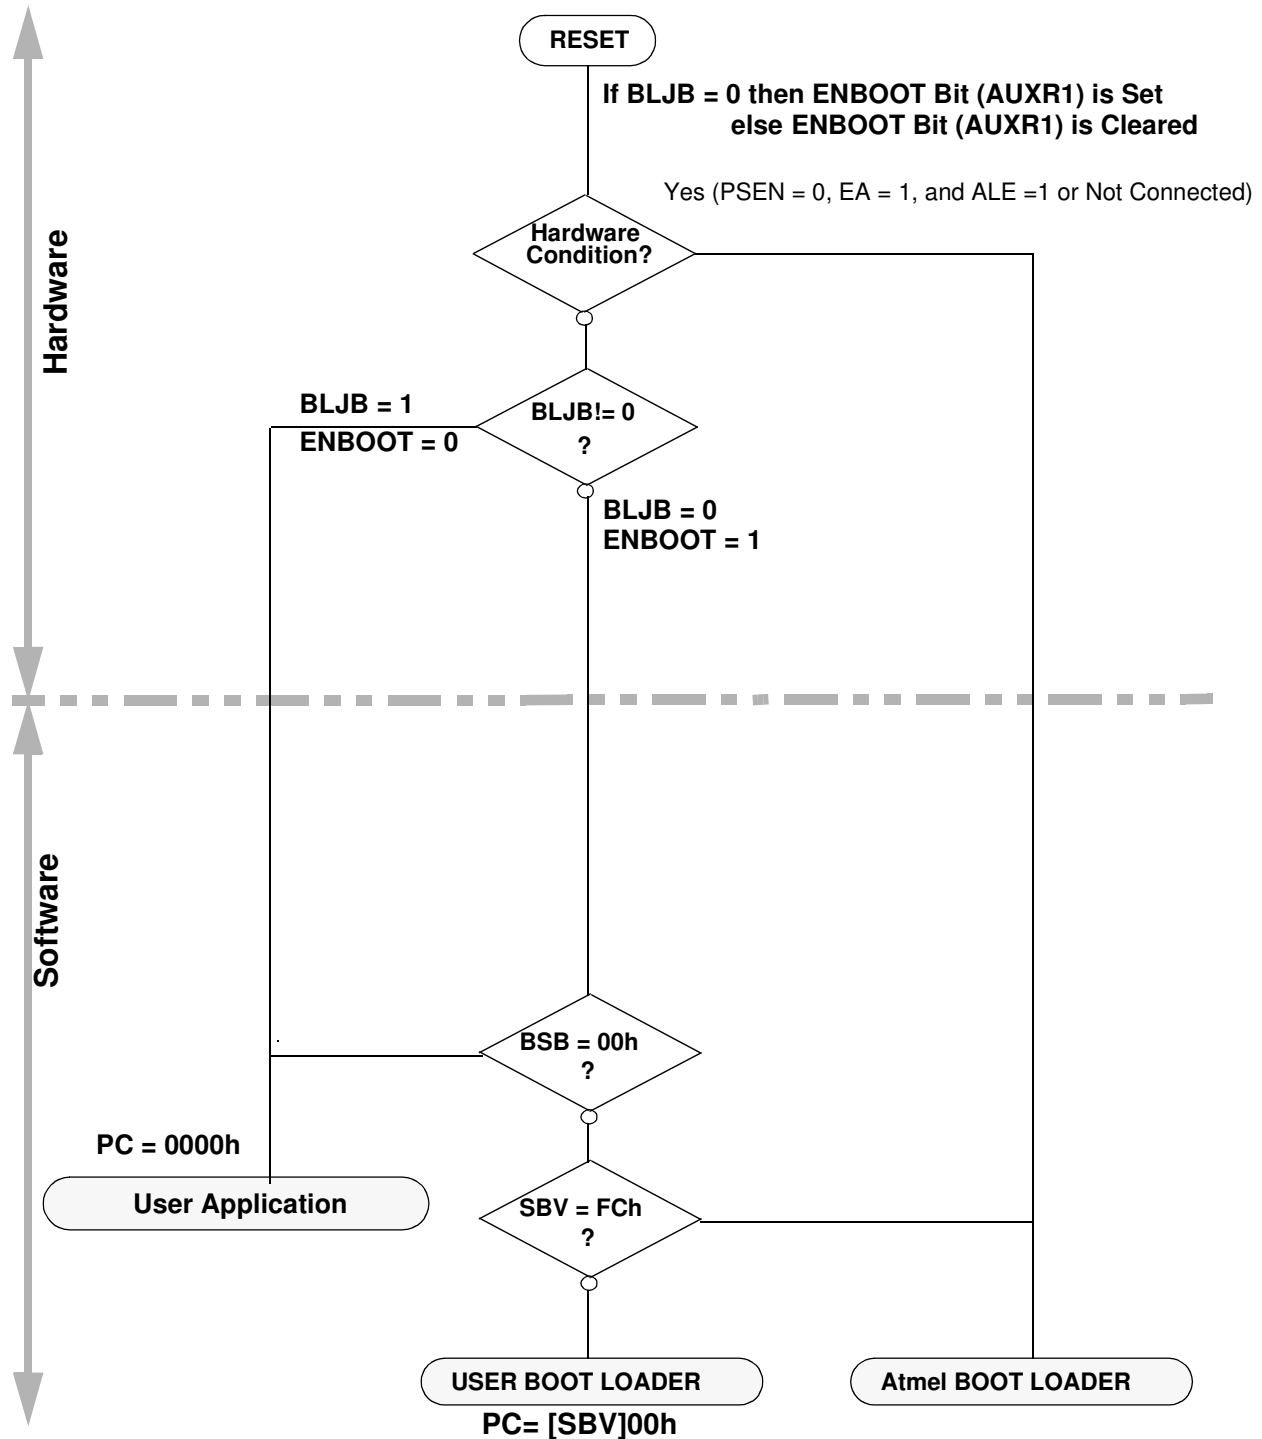 RESET
If BLJB = 0 then ENBOOT Bit (AUXR1) is Set
else ENBOOT Bit (AUXR1) is Cleared
Yes (PSEN = 0, EA = 1, and ALE =1 or Not Connected)
Hardware
Condition?
Hardware
BLJB!= 0
?
BLJB = 1
ENBOOT = 0
BLJB = 0
ENBOOT = 1
Software
BSB = 00h
?
PC = 0000h
User Application
SBV = FCh
?
USER BOOT LOADER
PC= [SBV]00h
Atmel BOOT LOADER